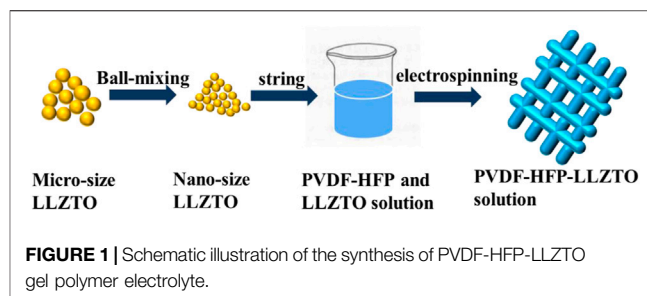 Ball-mixing
string
electrospinning
Micro-size
LLZTO
Nano-size
LLZTO
PVDF-HFP and
LLZTO solution
PVDF-HFP-LLZTO
solution
FIGURE 1 | Schematic illustration of the synthesis of PVDF-HFP-LLZTO
gel polymer electrolyte.